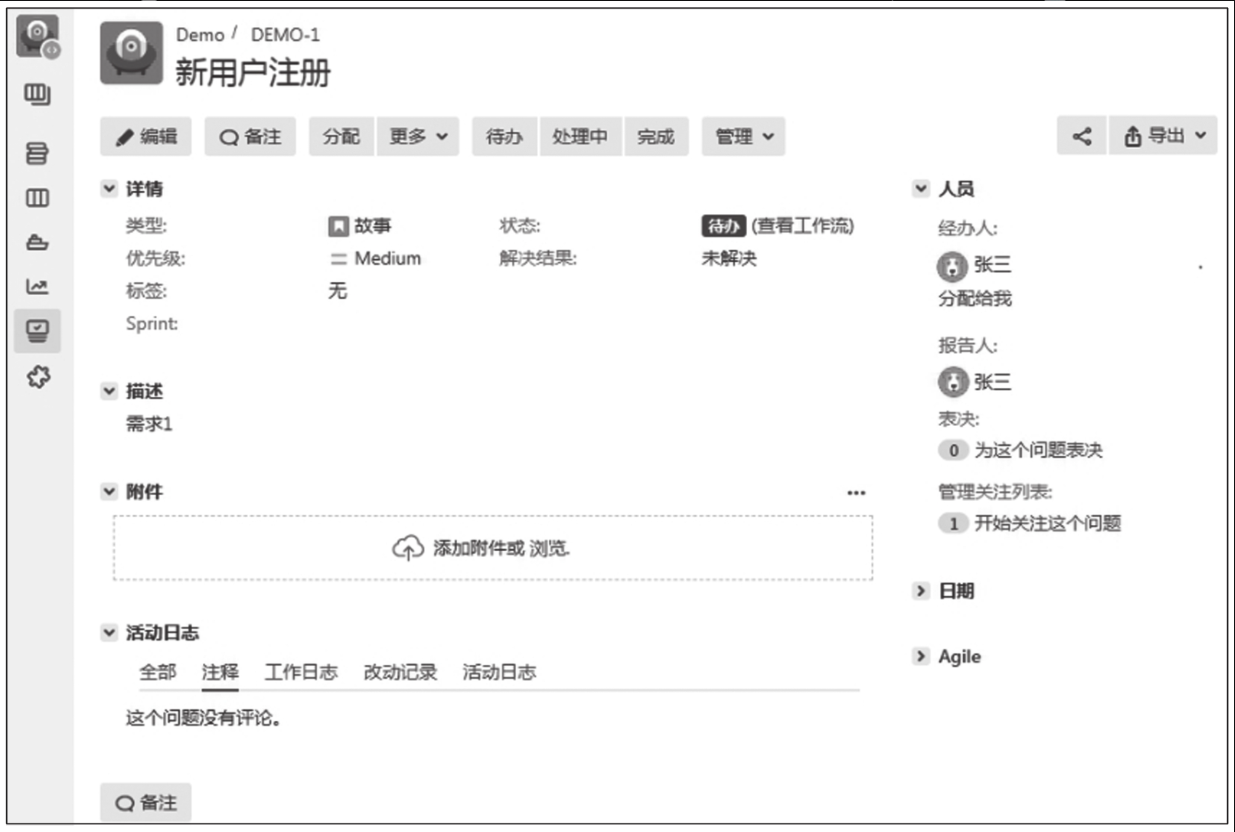 Demo / DEMO-1
新用户注册
编辑 备注 分配 更多 待办 处理中 完成 管理 导出
详情
类型: 故事 状态: 待办 (查看工作流)
优先级: Medium 解决结果: 未解决
标签: 无
Sprint:
描述
需求1
附件
添加附件或 浏览.
活动日志
全部 注释 工作日志 改动记录 活动日志
这个问题没有评论。
备注
人员
经办人:
张三
分配给我
报告人:
张三
表决:
0 为这个问题表决
管理关注列表:
1 开始关注这个问题
日期
Agile